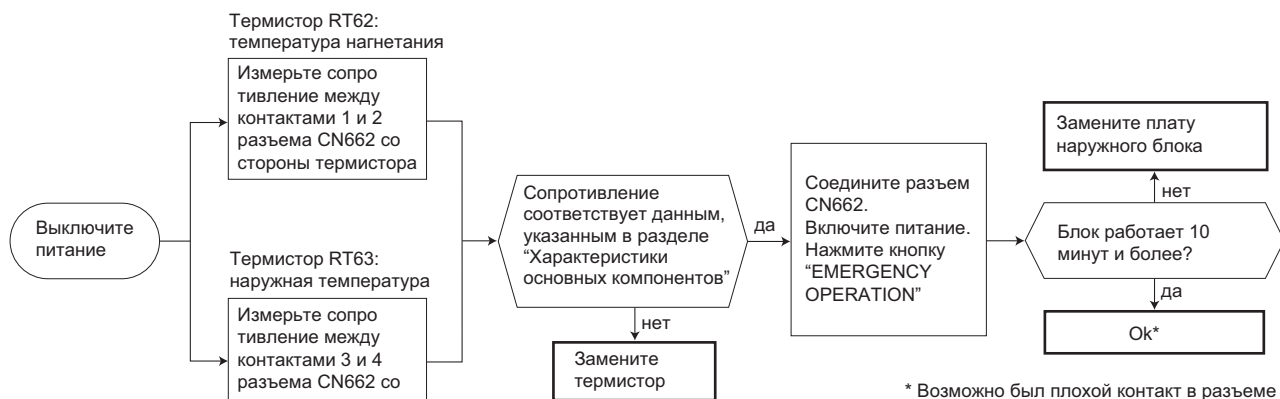 Термистор RT62:
температура нагнетания
Измерьте сопро
тивление между
контактами 1 и 2
разъема CN662 со
стороны термистора
Выключите
питание
Термистор RT63:
наружная температура
Измерьте сопро
тивление между
контактами 3 и 4
разъема CN662 со
Сопротивление
соответствует данным,
указанным в разделе
“Характеристики
основных компонентов”
да
нет
Замените
термистор
Соедините разъем
CN662.
Включите питание.
Нажмите кнопку
“EMERGENCY
OPERATION”
Замените плату
наружного блока
нет
Блок работает 10
минут и более?
да
Ok*
* Возможно был плохой контакт в разъеме